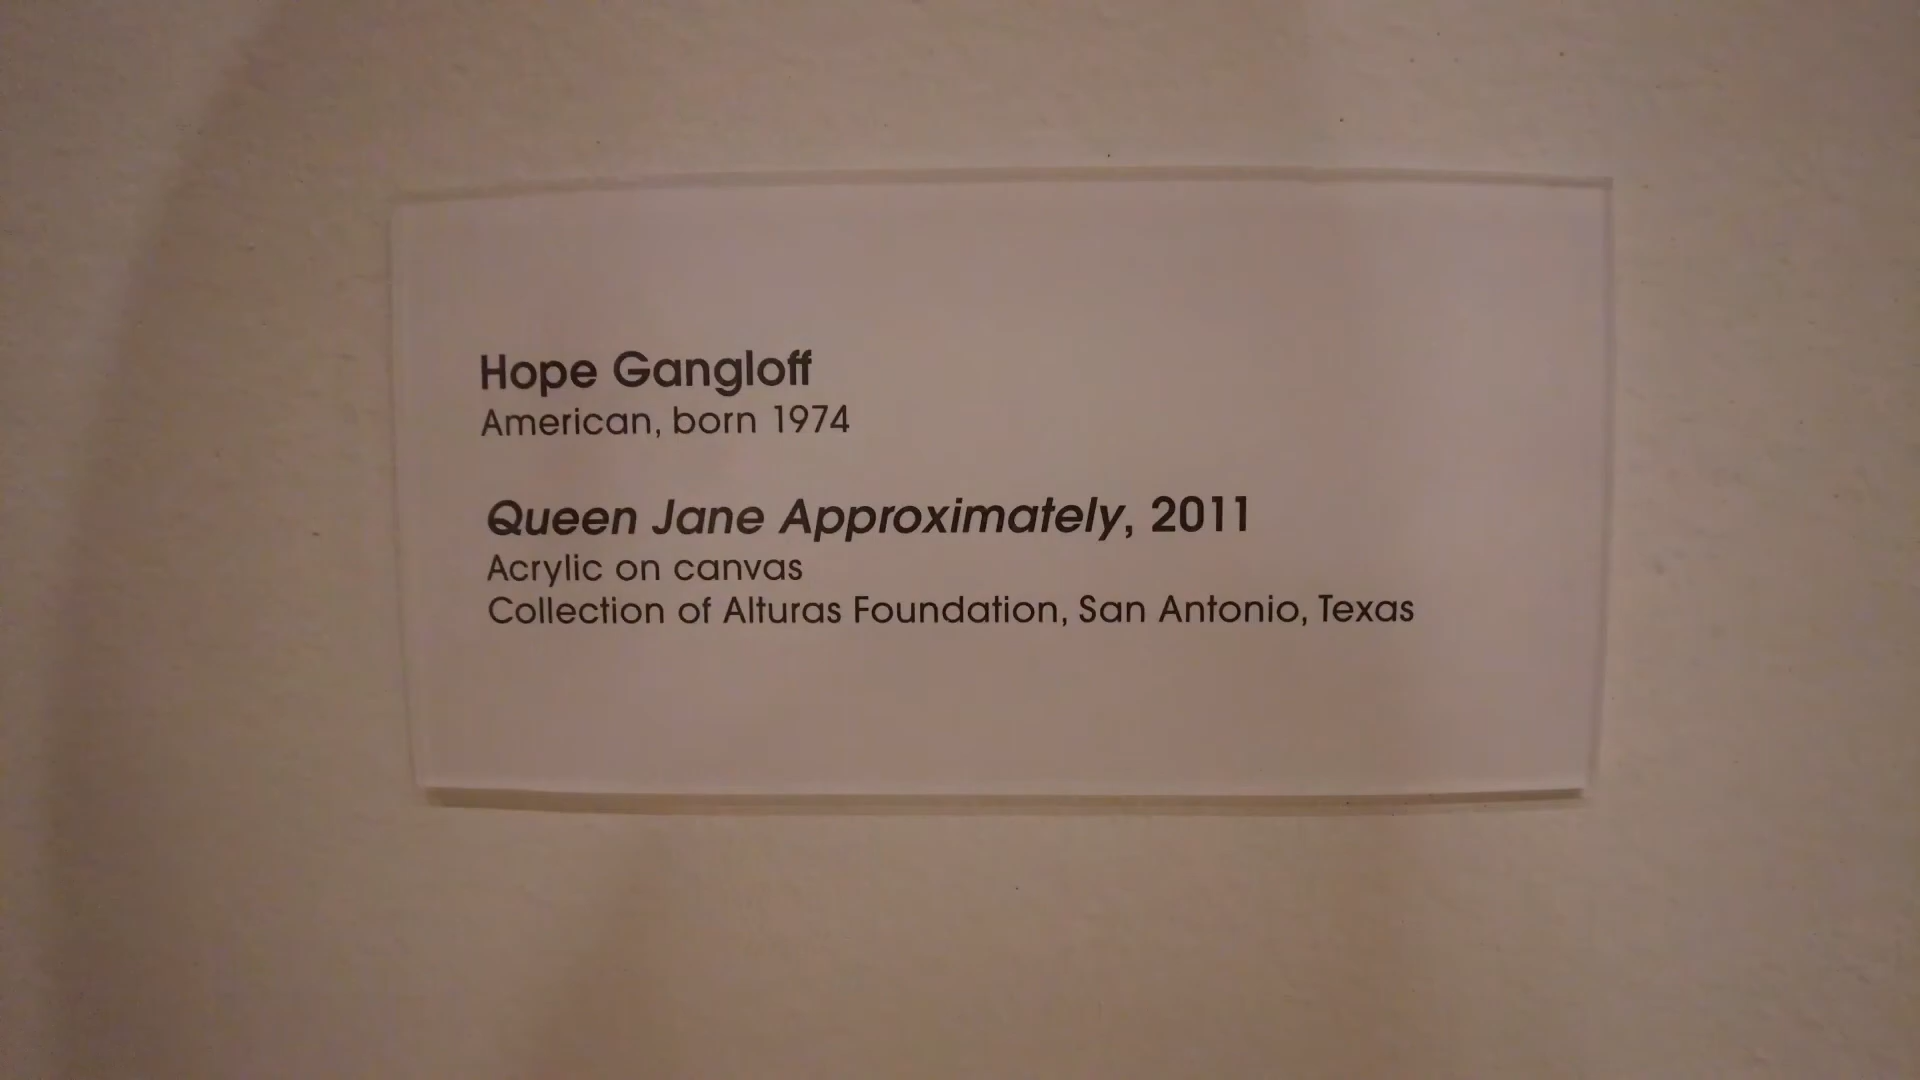 Hope Gangloff
American, born 1974
Queen Jane Approximately, 2011
Acrylic on canvas
Collection of Alturas Foundation, San Antonio, Texas